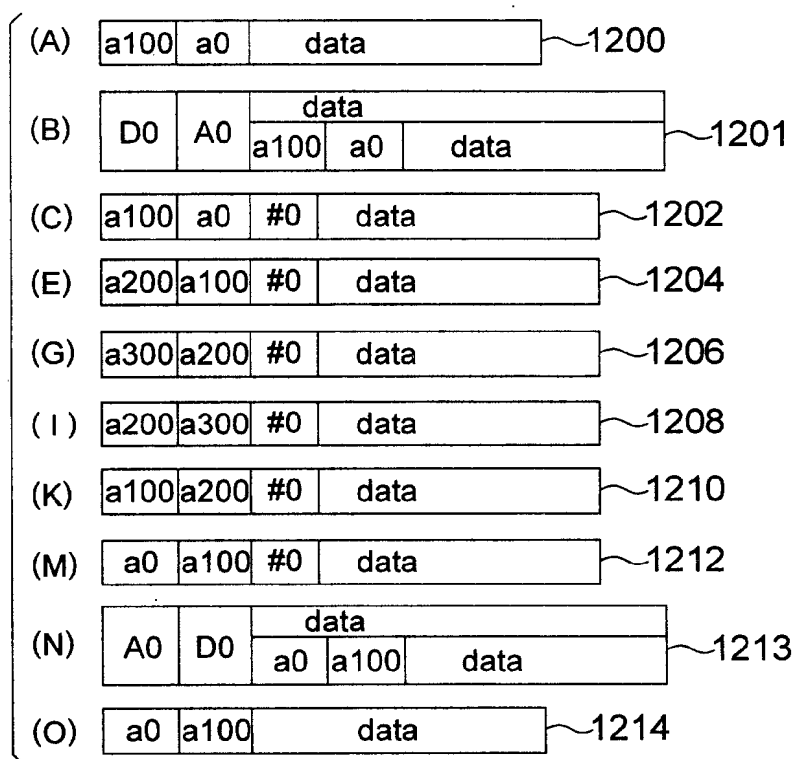 (A) a100 a0 data 1200
(B) D0 A0 data
a100 a0 data 1201
(C) a100 a0 #0 data 1202
(E) a200 a100 #0 data 1204
(G) a300 a200 #0 data 1206
(I) a200 a300 #0 data 1208
(K) a100 a200 #0 data 1210
(M) a0 a100 #0 data 1212
(N) A0 D0 data
a0 a100 data 1213
(O) a0 a100 data 1214